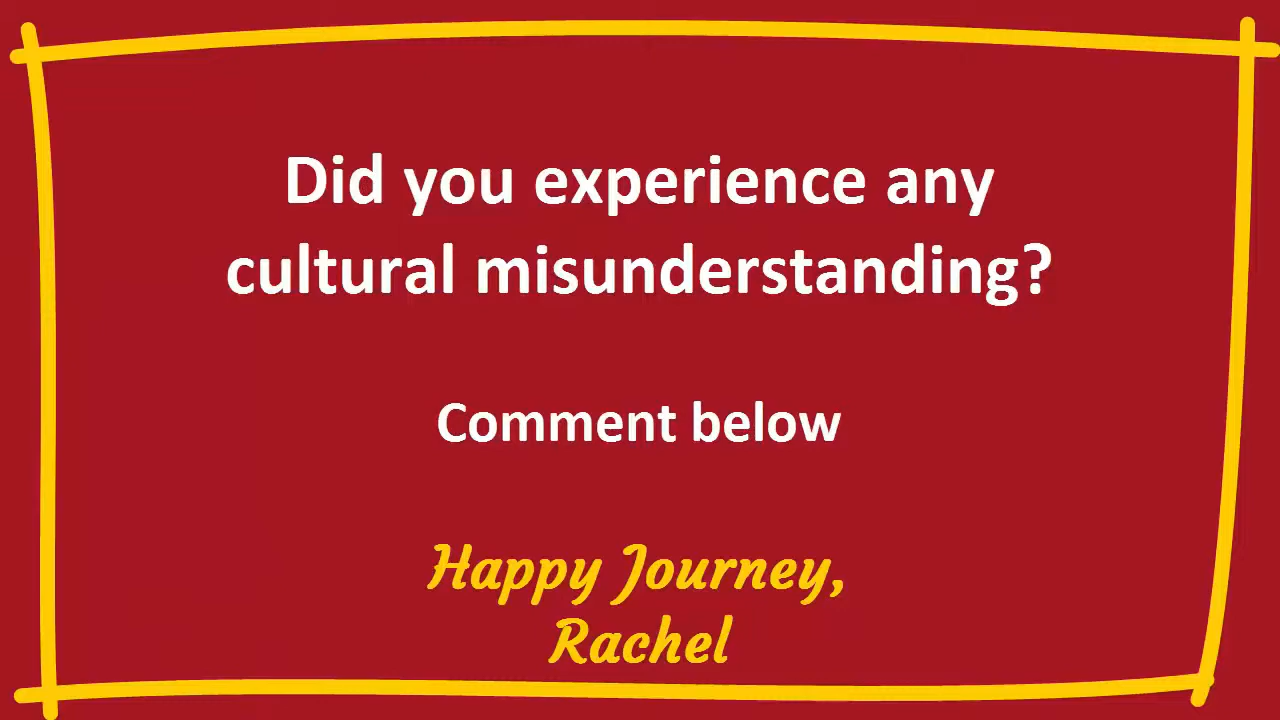 Did you experience any
cultural misunderstanding?
Comment below
Happy Journey,
Rachel